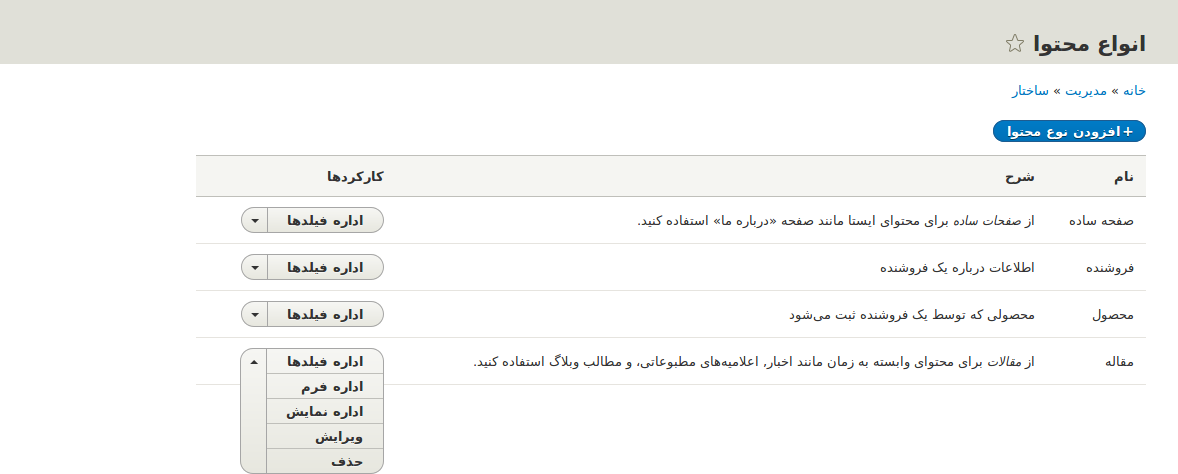 انواع محتوا
خانه » مدیریت » ساختار
+ افزودن نوع محتوا
نام شرح کارکردها
صفحه ساده از صفحات ساده برای محتوای ایستا مانند صفحه «درباره ما» استفاده کنید. اداره فیلدها
فروشنده اطلاعات درباره یک فروشنده اداره فیلدها
محصول محصولی که توسط یک فروشنده ثبت می‌شود اداره فیلدها
مقاله از مقالات برای محتوای وابسته به زمان مانند اخبار, اعلامیه‌های مطبوعاتی، و مطالب وبلاگ استفاده کنید. اداره فیلدها
اداره فرم
اداره نمایش
ویرایش
حذف